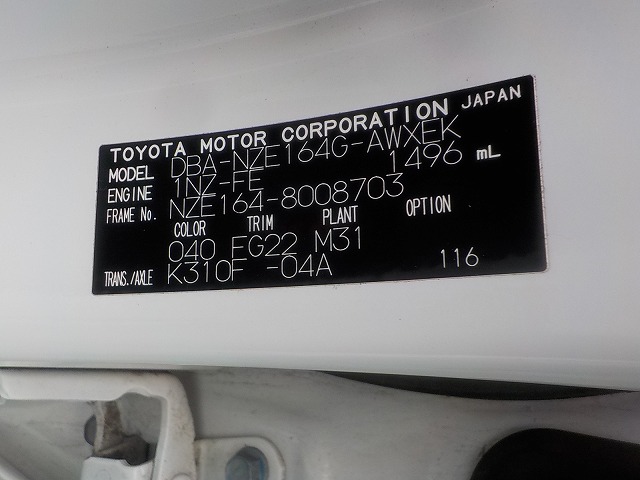 TOYOTA MOTOR CORPORATION JAPAN
MODEL DBA-NZE164G-AWXEK
ENGINE 1NZ-FE 1496 mL
FRAME No. NZE164-8008703
COLOR TRIM PLANT OPTION
040 FG22 M31
TRANS./AXLE K310F -04A 116